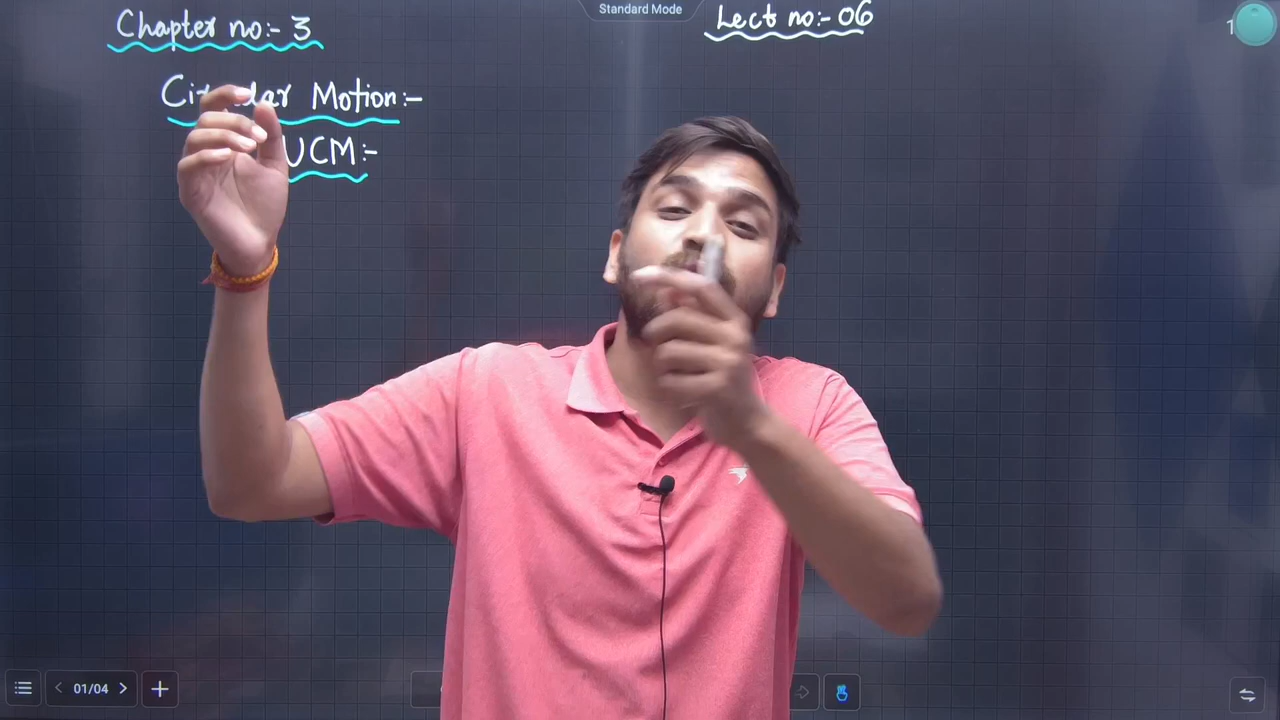 Standard Mode
Chapter no:- 3
Lect no:- 06
Motion:-
UCM:-
01/04